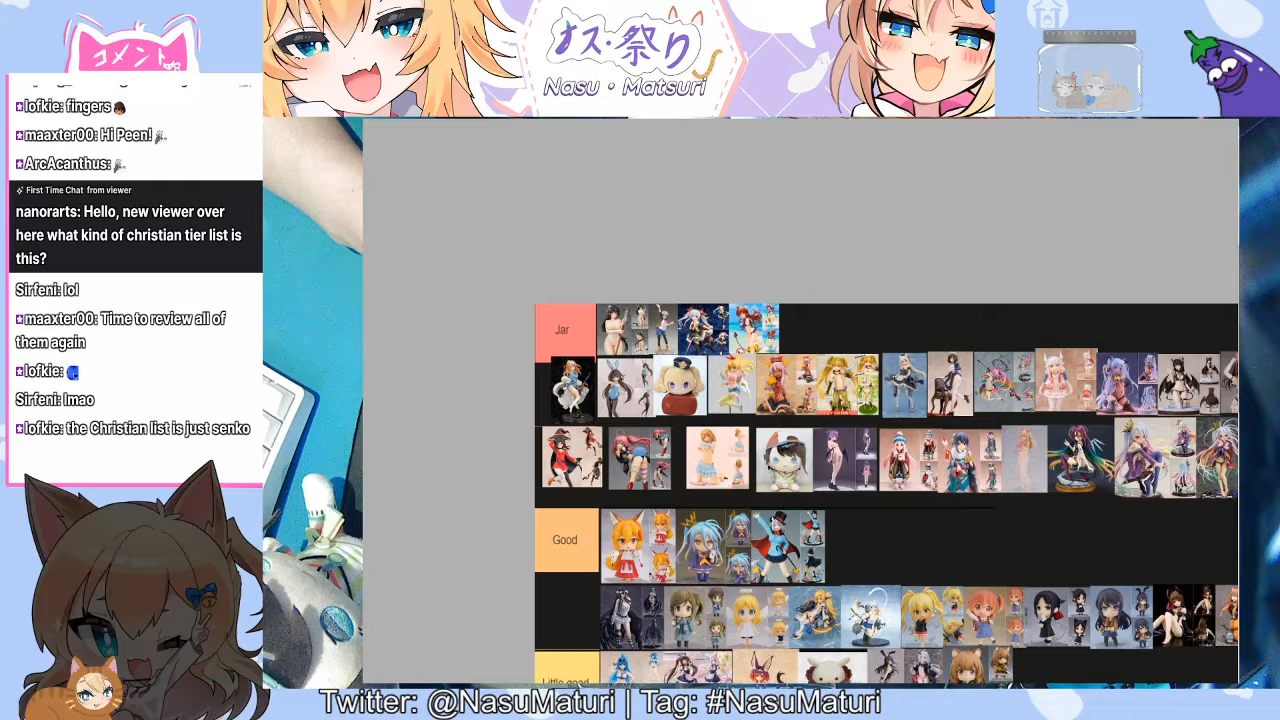 コメント
lofkie: fingers
maaxter00: Hi Peen!
ArcAcanthus:
First Time Chat from viewer
nanorarts: Hello, new viewer over
here what kind of christian tier list is
this?
Sirfeni: lol
maaxter00: Time to review all of
them again
lofkie:
Sirfeni: lmao
lofkie: the Christian list is just senko
ナス・祭り
Nasu・Matsuri
Jar
Good
Little good
Twitter: @NasuMaturi | Tag: #NasuMaturi